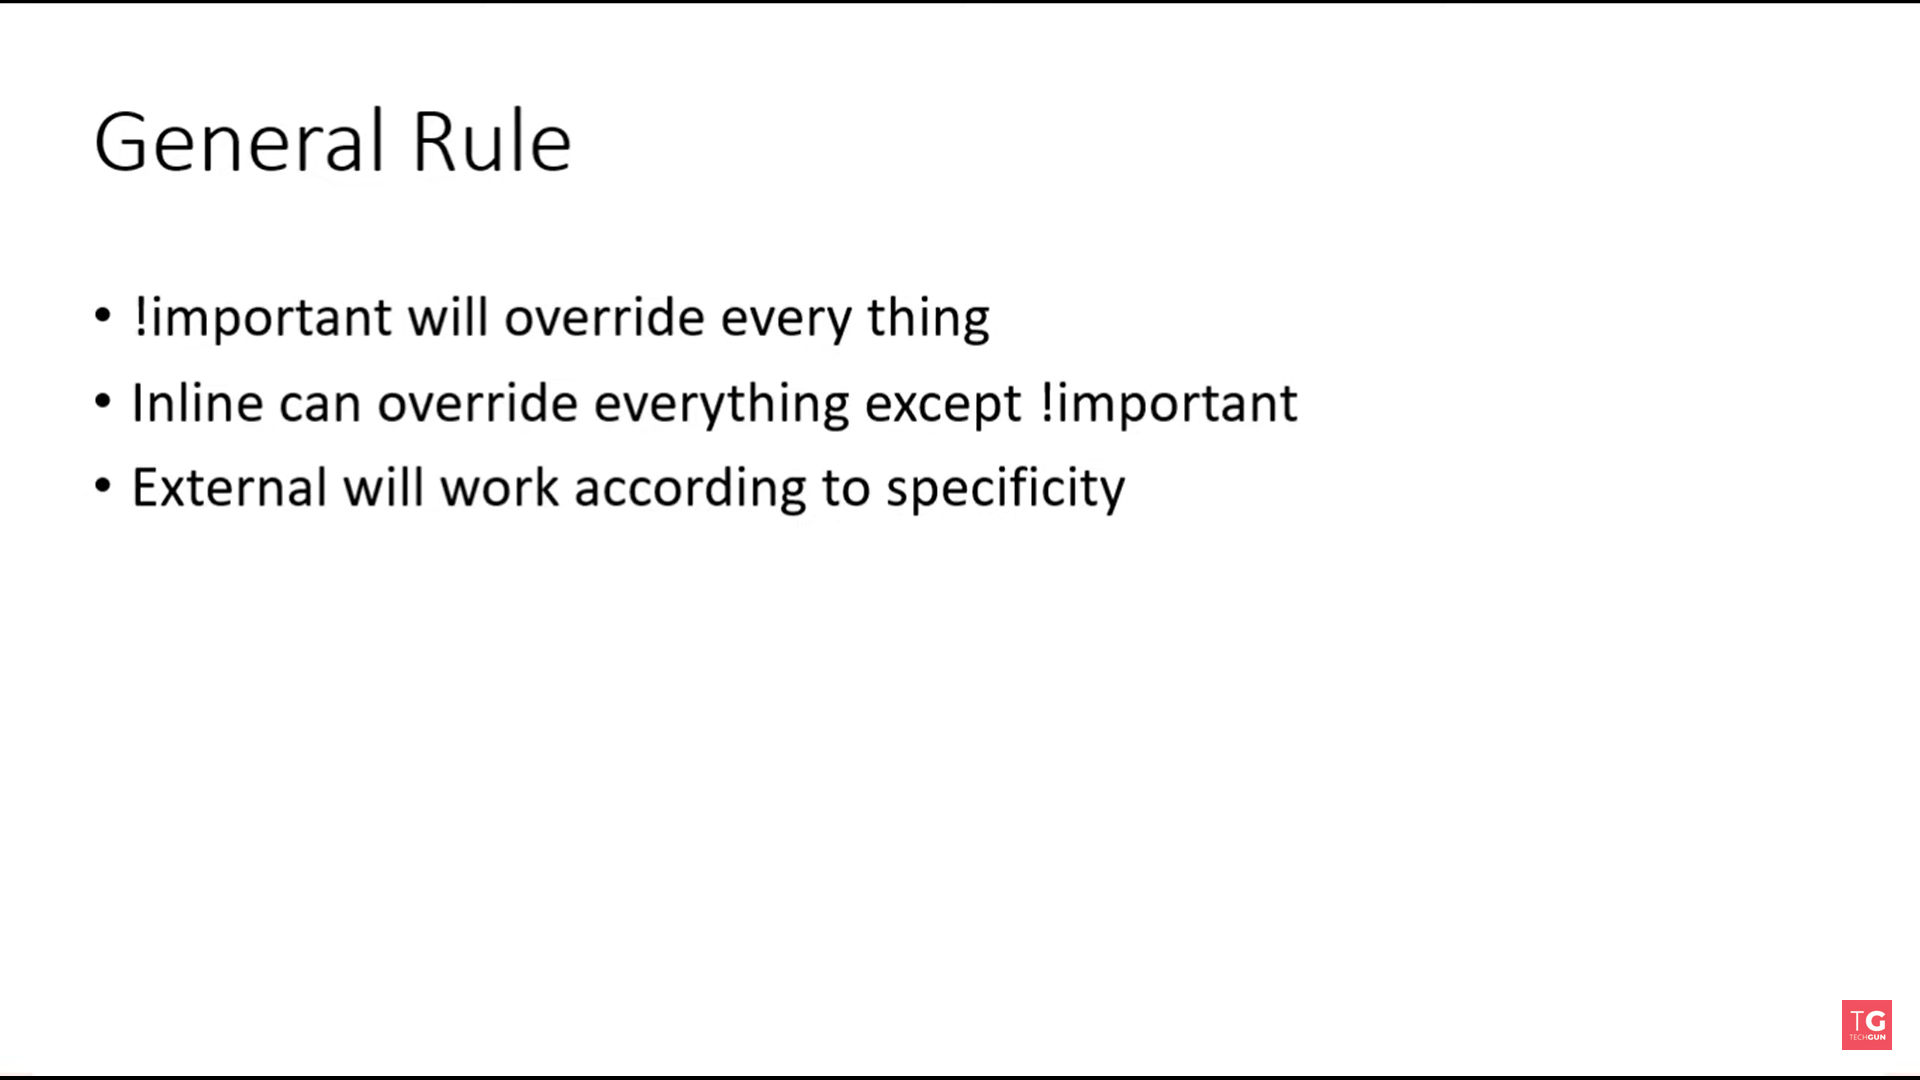 General Rule
• !important will override every thing
• Inline can override everything except !important
• External will work according to specificity
TG
TECHGUN